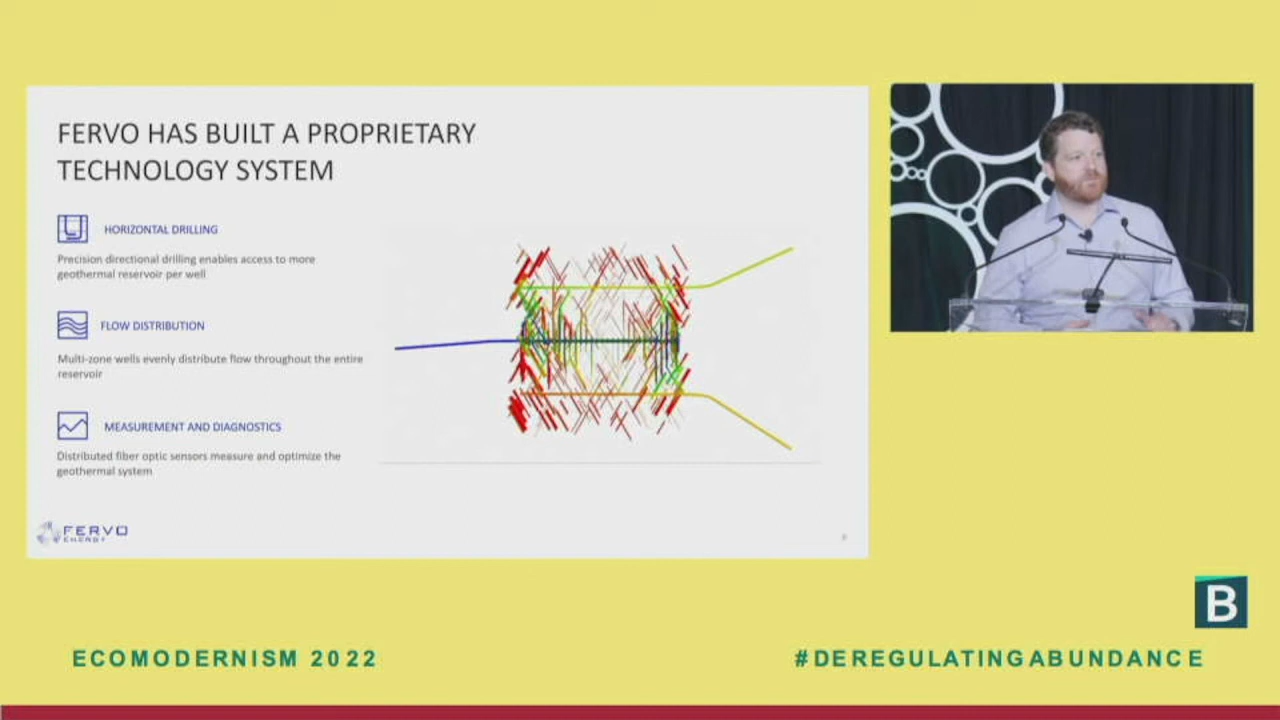 FERVO HAS BUILT A PROPRIETARY
TECHNOLOGY SYSTEM
HORIZONTAL DRILLING
Precision directional drilling enables access to more
geothermal reservoir per well
FLOW DISTRIBUTION
Multi-zone wells evenly distribute flow throughout the entire
reservoir
MEASUREMENT AND DIAGNOSTICS
Distributed fiber optic sensors measure and optimize the
geothermal system
FERVO
ENERGY
B
ECOMODERNISM 2022
#DEREGULATINGABUNDANCE